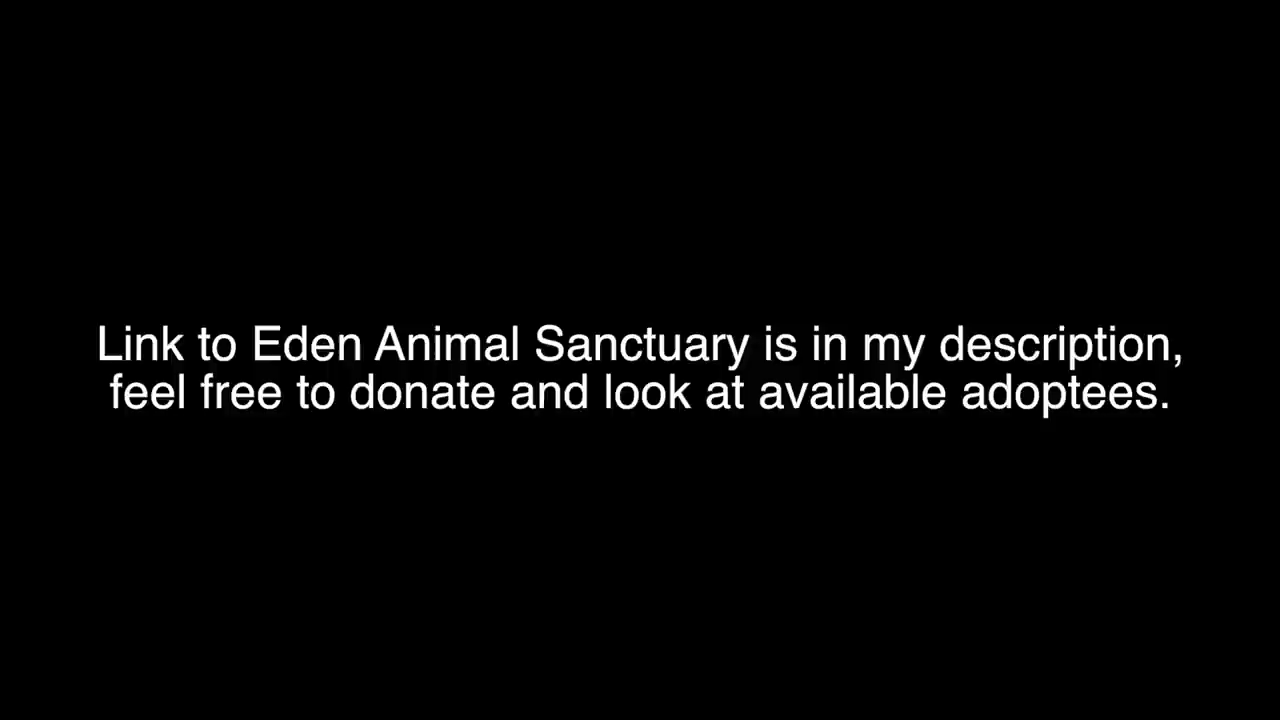 Link to Eden Animal Sanctuary is in my description,
feel free to donate and look at available adoptees.